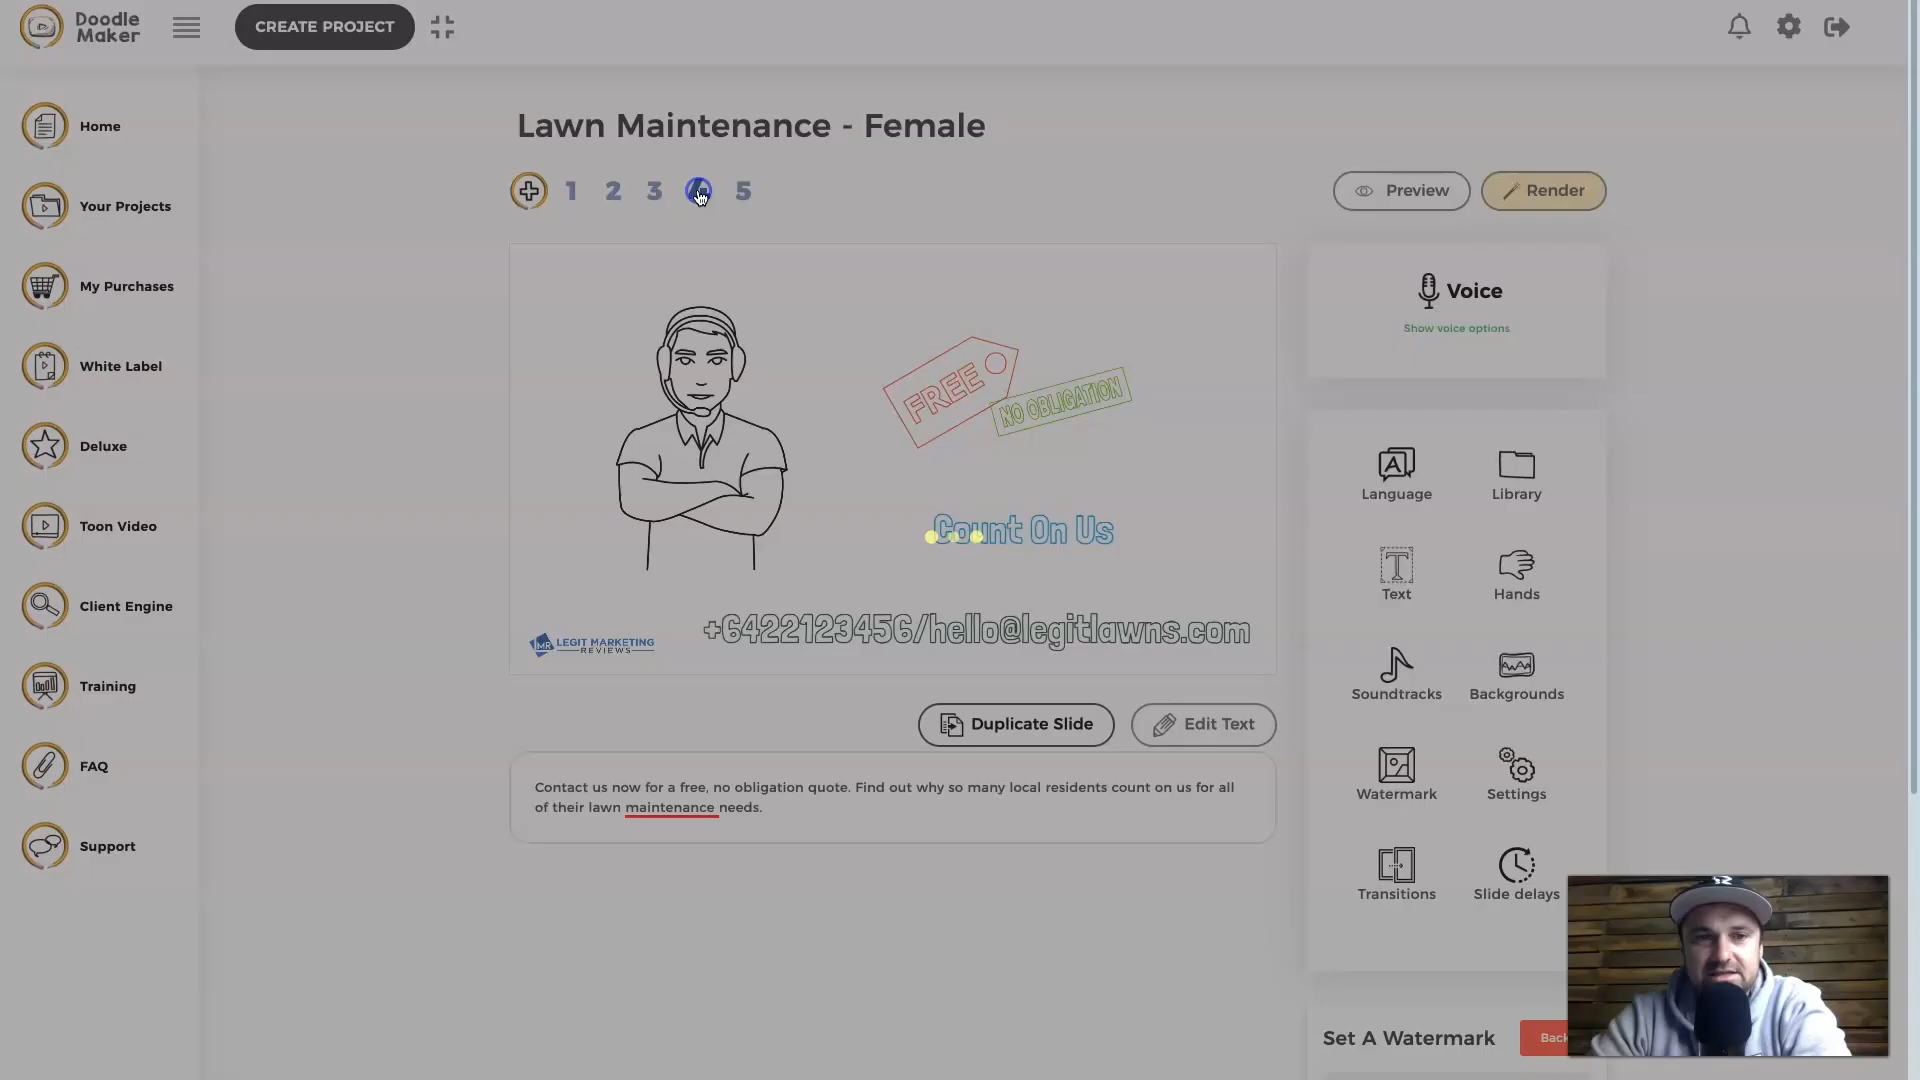 Doodle
Maker
CREATE PROJECT
Home
Your Projects
My Purchases
White Label
Deluxe
Toon Video
Client Engine
Training
FAQ
Support
Lawn Maintenance - Female
1 2 3 4 5
Preview
Render
FREE
NO OBLIGATION
Count On Us
+6422123456/hello@legitlawns.com
MR LEGIT MARKETING
REVIEWS
Duplicate Slide
Edit Text
Contact us now for a free, no obligation quote. Find out why so many local residents count on us for all
of their lawn maintenance needs.
Voice
Show voice options
Language
Library
Text
Hands
Soundtracks
Backgrounds
Watermark
Settings
Transitions
Slide delays
Set A Watermark
Back